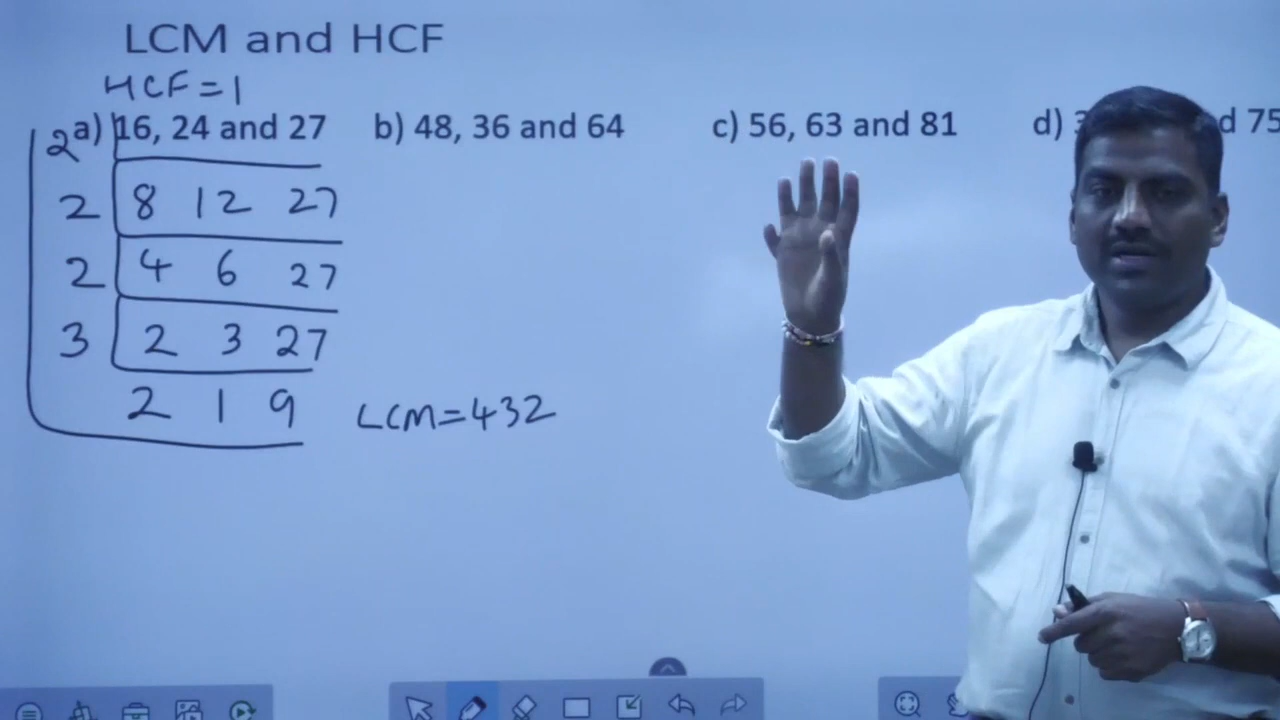 LCM and HCF
HCF = 1
a) 16, 24 and 27
b) 48, 36 and 64
c) 56, 63 and 81
d) 3 d 75
2
2 8 12 27
2 4 6 27
3 2 3 27
2 1 9
LCM=432